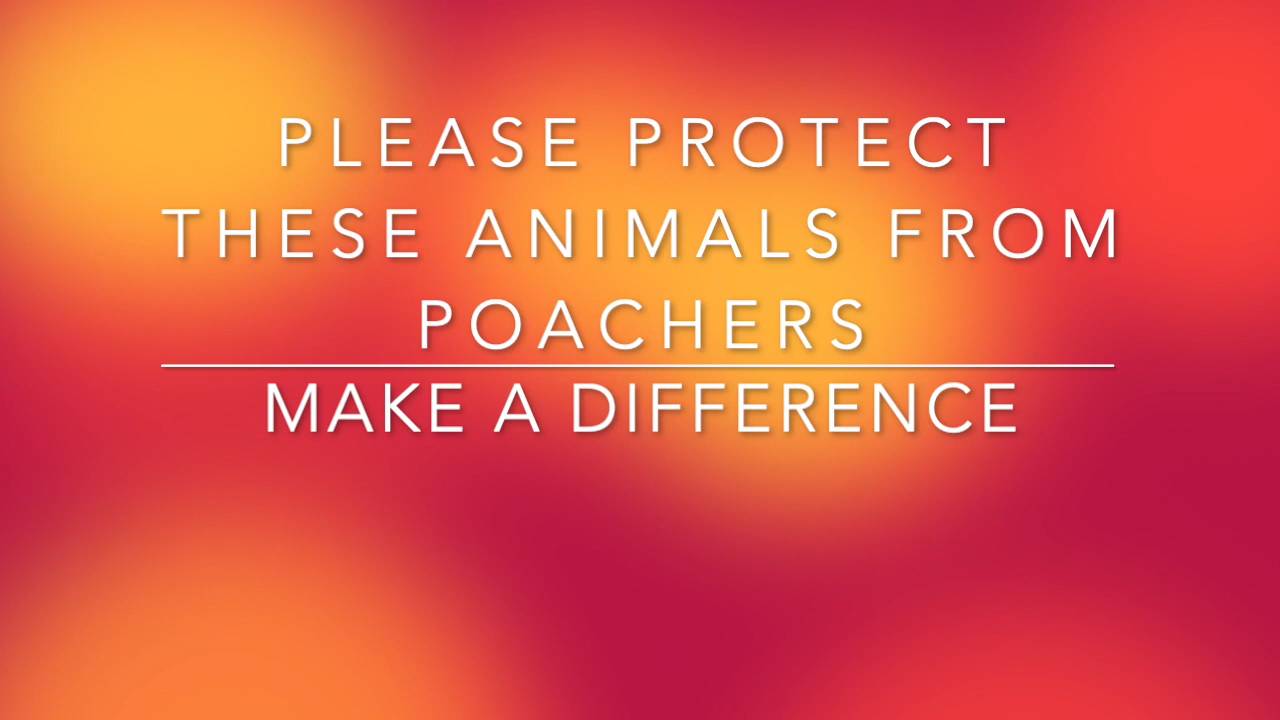 PLEASE PROTECT
THESE ANIMALS FROM
POACHERS
MAKE A DIFFERENCE